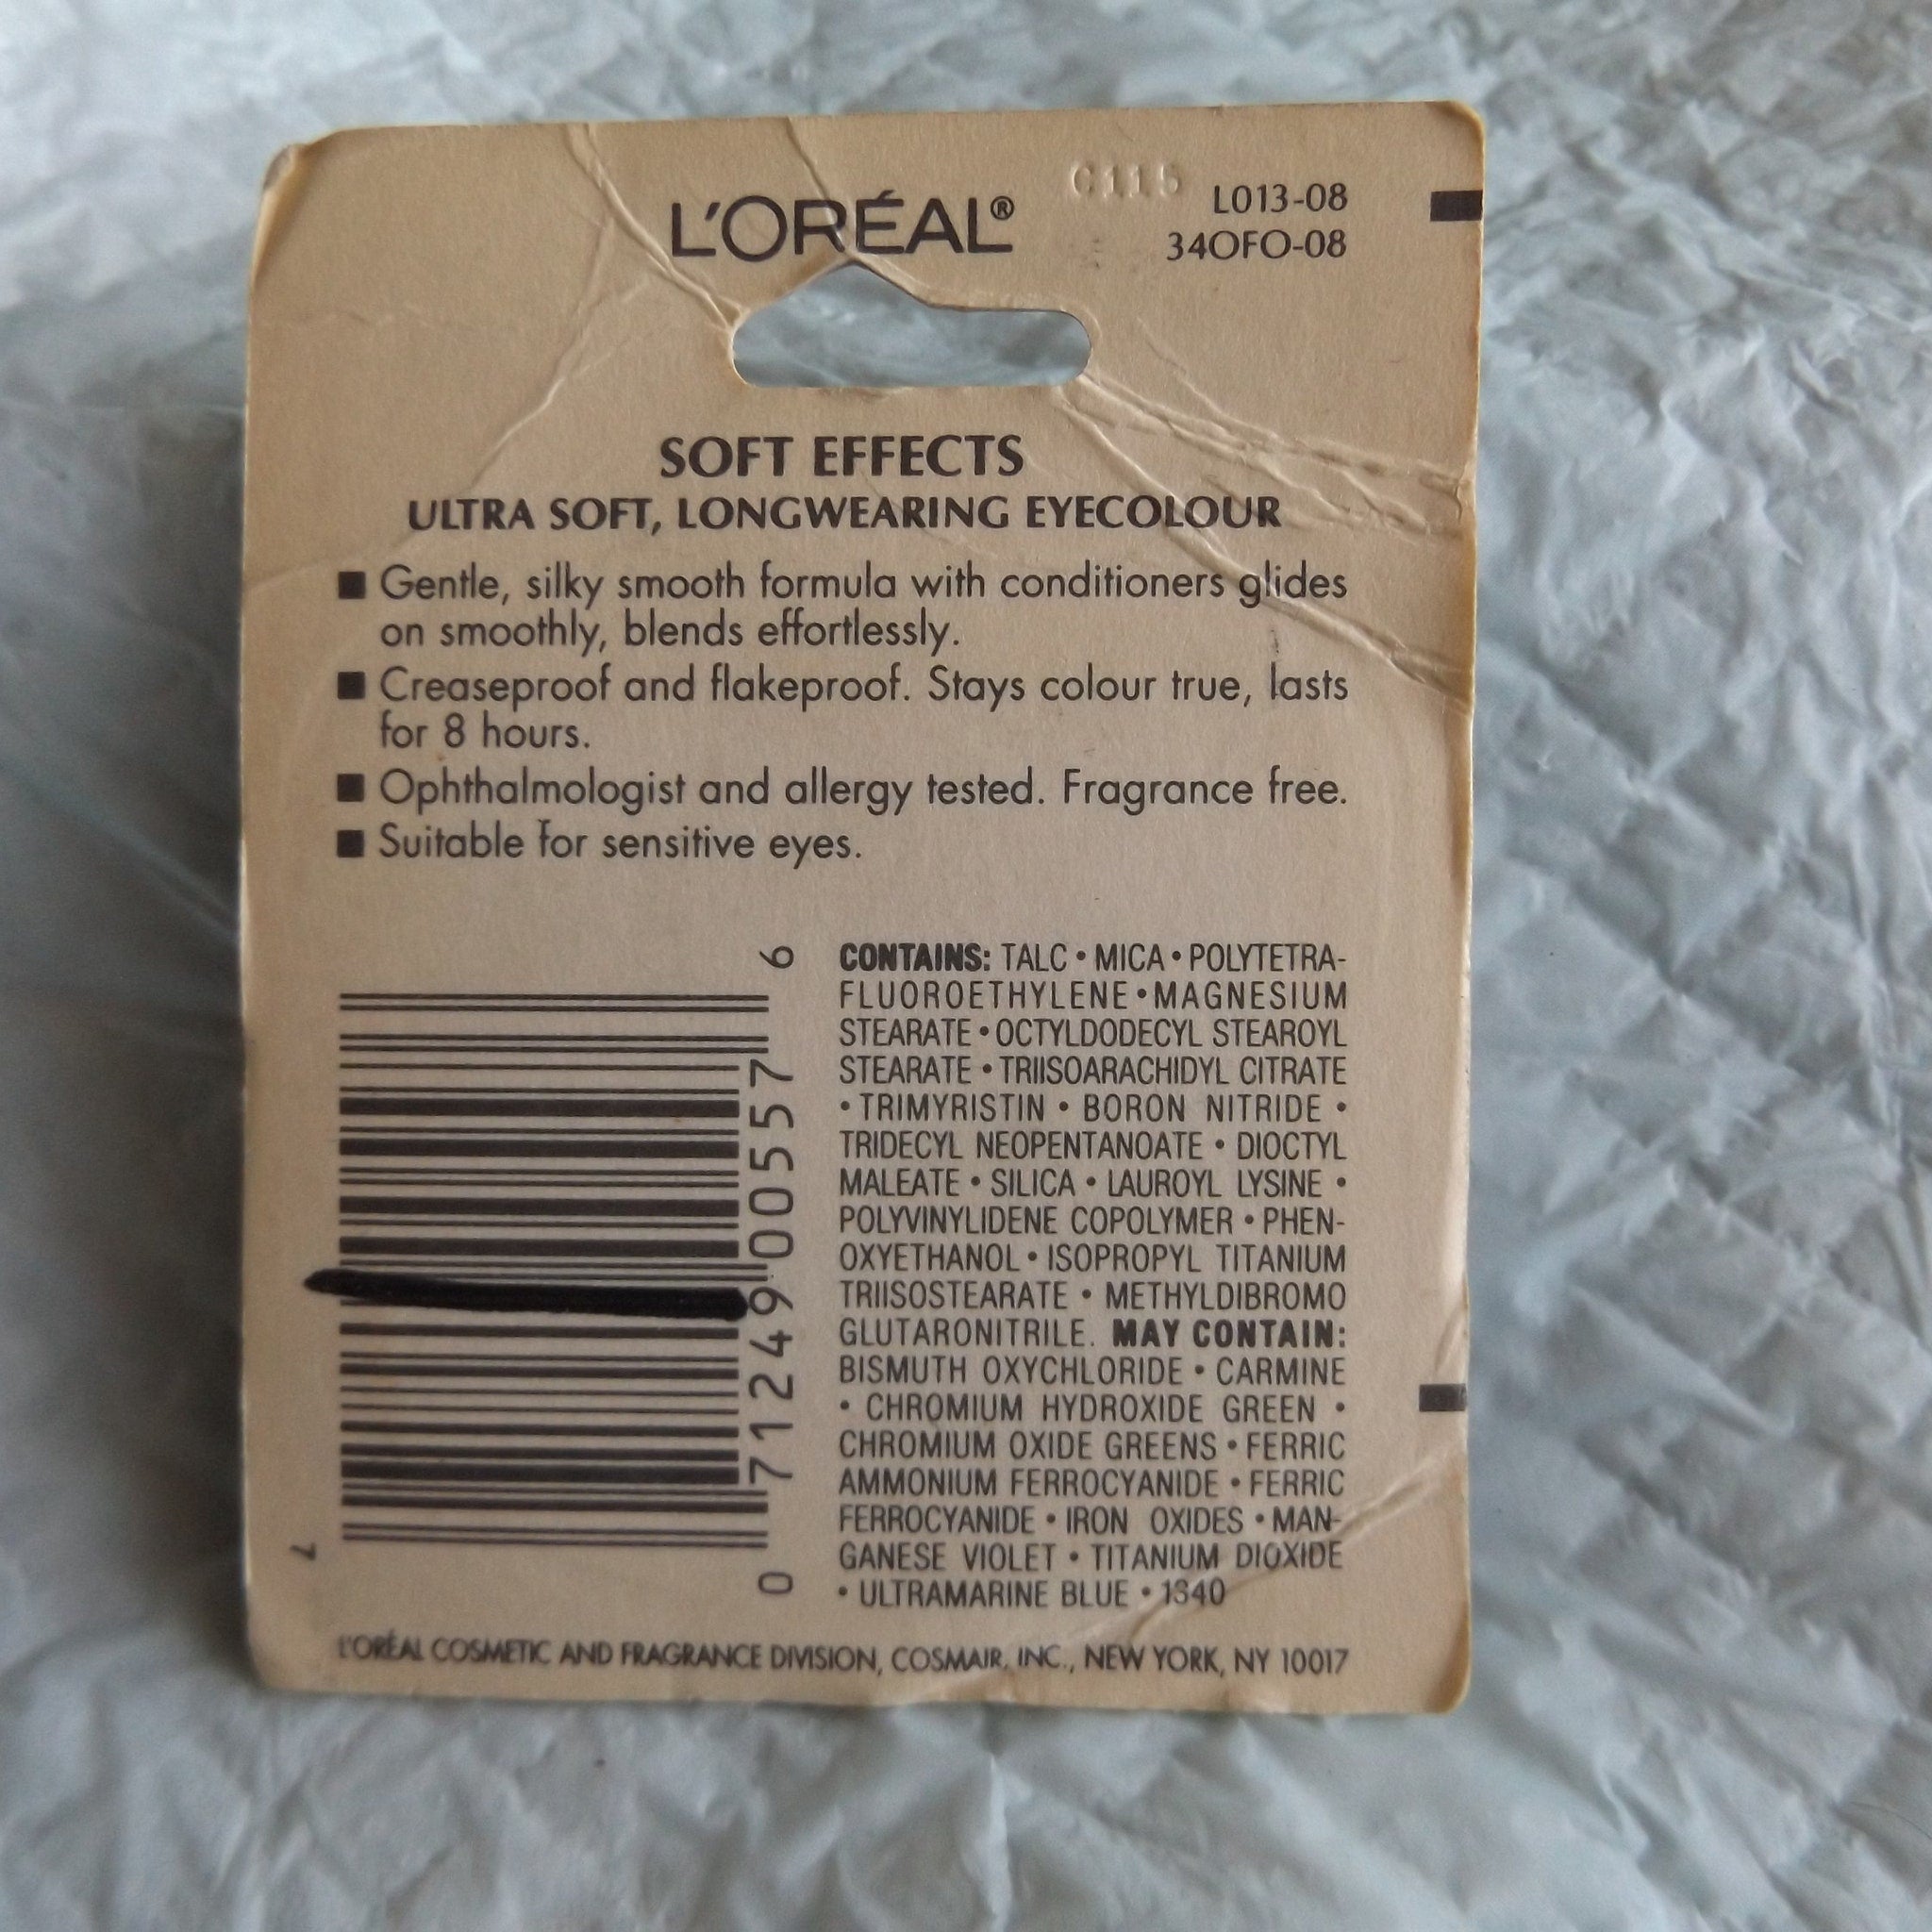 C115
L'ORÉAL®
L013-08
34OFO-08
SOFT EFFECTS
ULTRA SOFT, LONGWEARING EYECOLOUR
■ Gentle, silky smooth formula with conditioners glides
on smoothly, blends effortlessly.
■ Creaseproof and flakeproof. Stays colour true, lasts
for 8 hours.
■ Ophthalmologist and allergy tested. Fragrance free.
■ Suitable for sensitive eyes.
0 71249 00557 6
7
CONTAINS: TALC • MICA • POLYTETRA-
FLUOROETHYLENE • MAGNESIUM
STEARATE • OCTYLDODECYL STEAROYL
STEARATE • TRIISOARACHIDYL CITRATE
• TRIMYRISTIN • BORON NITRIDE •
TRIDECYL NEOPENTANOATE • DIOCTYL
MALEATE • SILICA • LAUROYL LYSINE •
POLYVINYLIDENE COPOLYMER • PHEN-
OXYETHANOL • ISOPROPYL TITANIUM
TRIISOSTEARATE • METHYLDIBROMO
GLUTARONITRILE. MAY CONTAIN:
BISMUTH OXYCHLORIDE • CARMINE
• CHROMIUM HYDROXIDE GREEN •
CHROMIUM OXIDE GREENS • FERRIC
AMMONIUM FERROCYANIDE • FERRIC
FERROCYANIDE • IRON OXIDES • MAN-
GANESE VIOLET • TITANIUM DIOXIDE
• ULTRAMARINE BLUE • 1340
L'ORÉAL COSMETIC AND FRAGRANCE DIVISION, COSMAIR, INC., NEW YORK, NY 10017